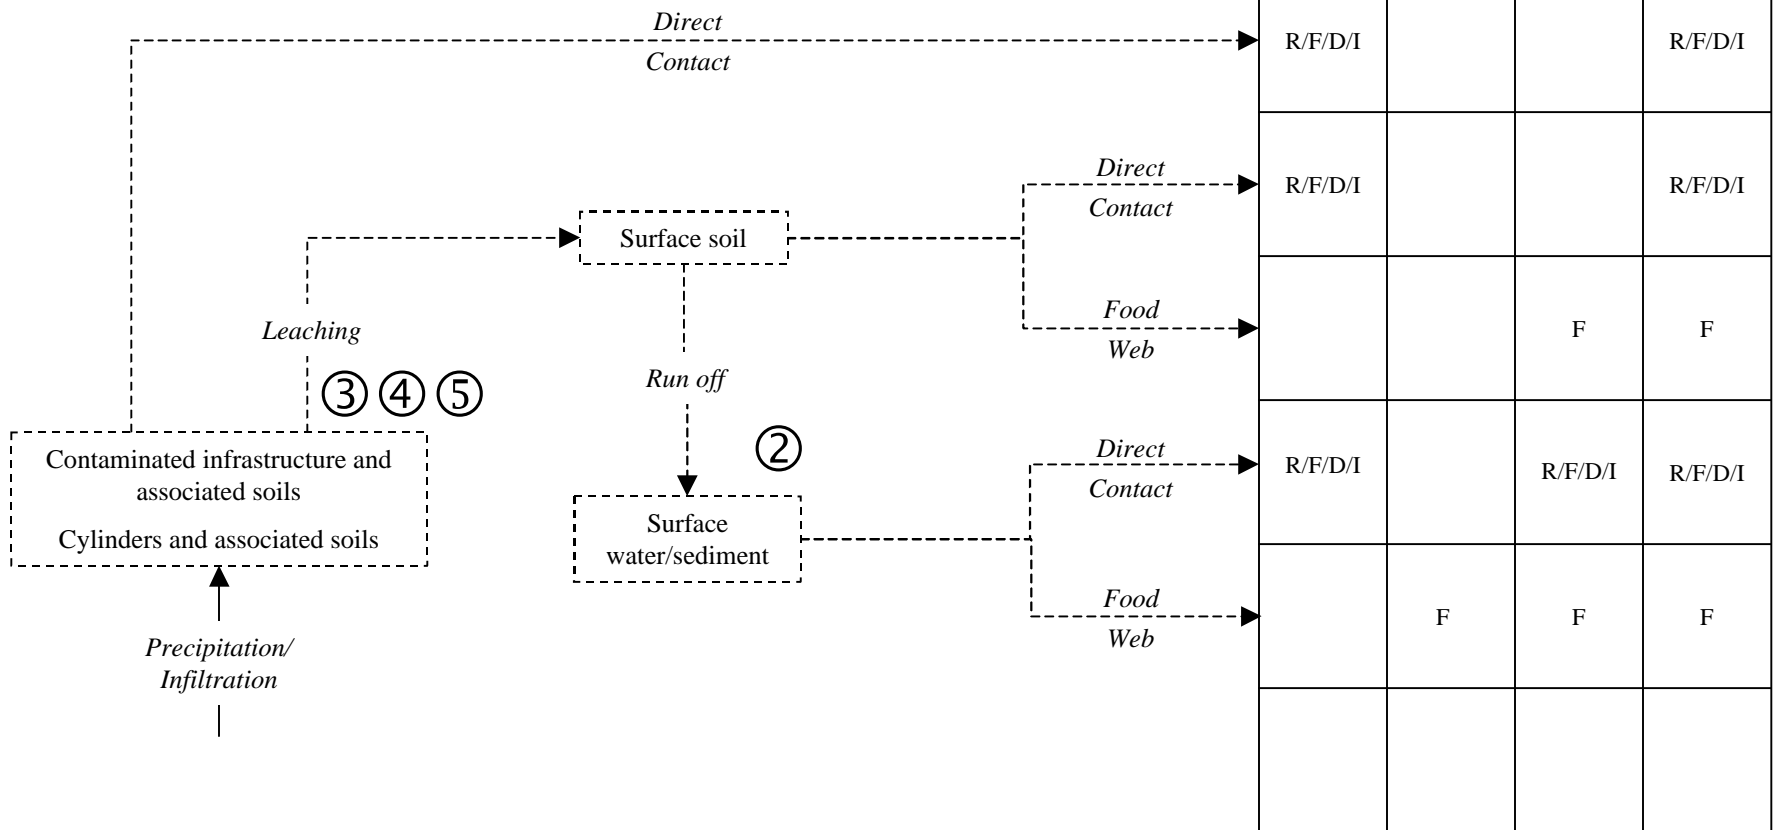 Direct
Contact
R/F/D/I
R/F/D/I
Direct
Contact
R/F/D/I
R/F/D/I
Surface soil
Food
Web
F
F
Leaching
Run off
③ ④ ⑤
②
Direct
Contact
R/F/D/I
R/F/D/I
R/F/D/I
Contaminated infrastructure and
associated soils
Cylinders and associated soils
Surface
water/sediment
Food
Web
F
F
F
Precipitation/
Infiltration